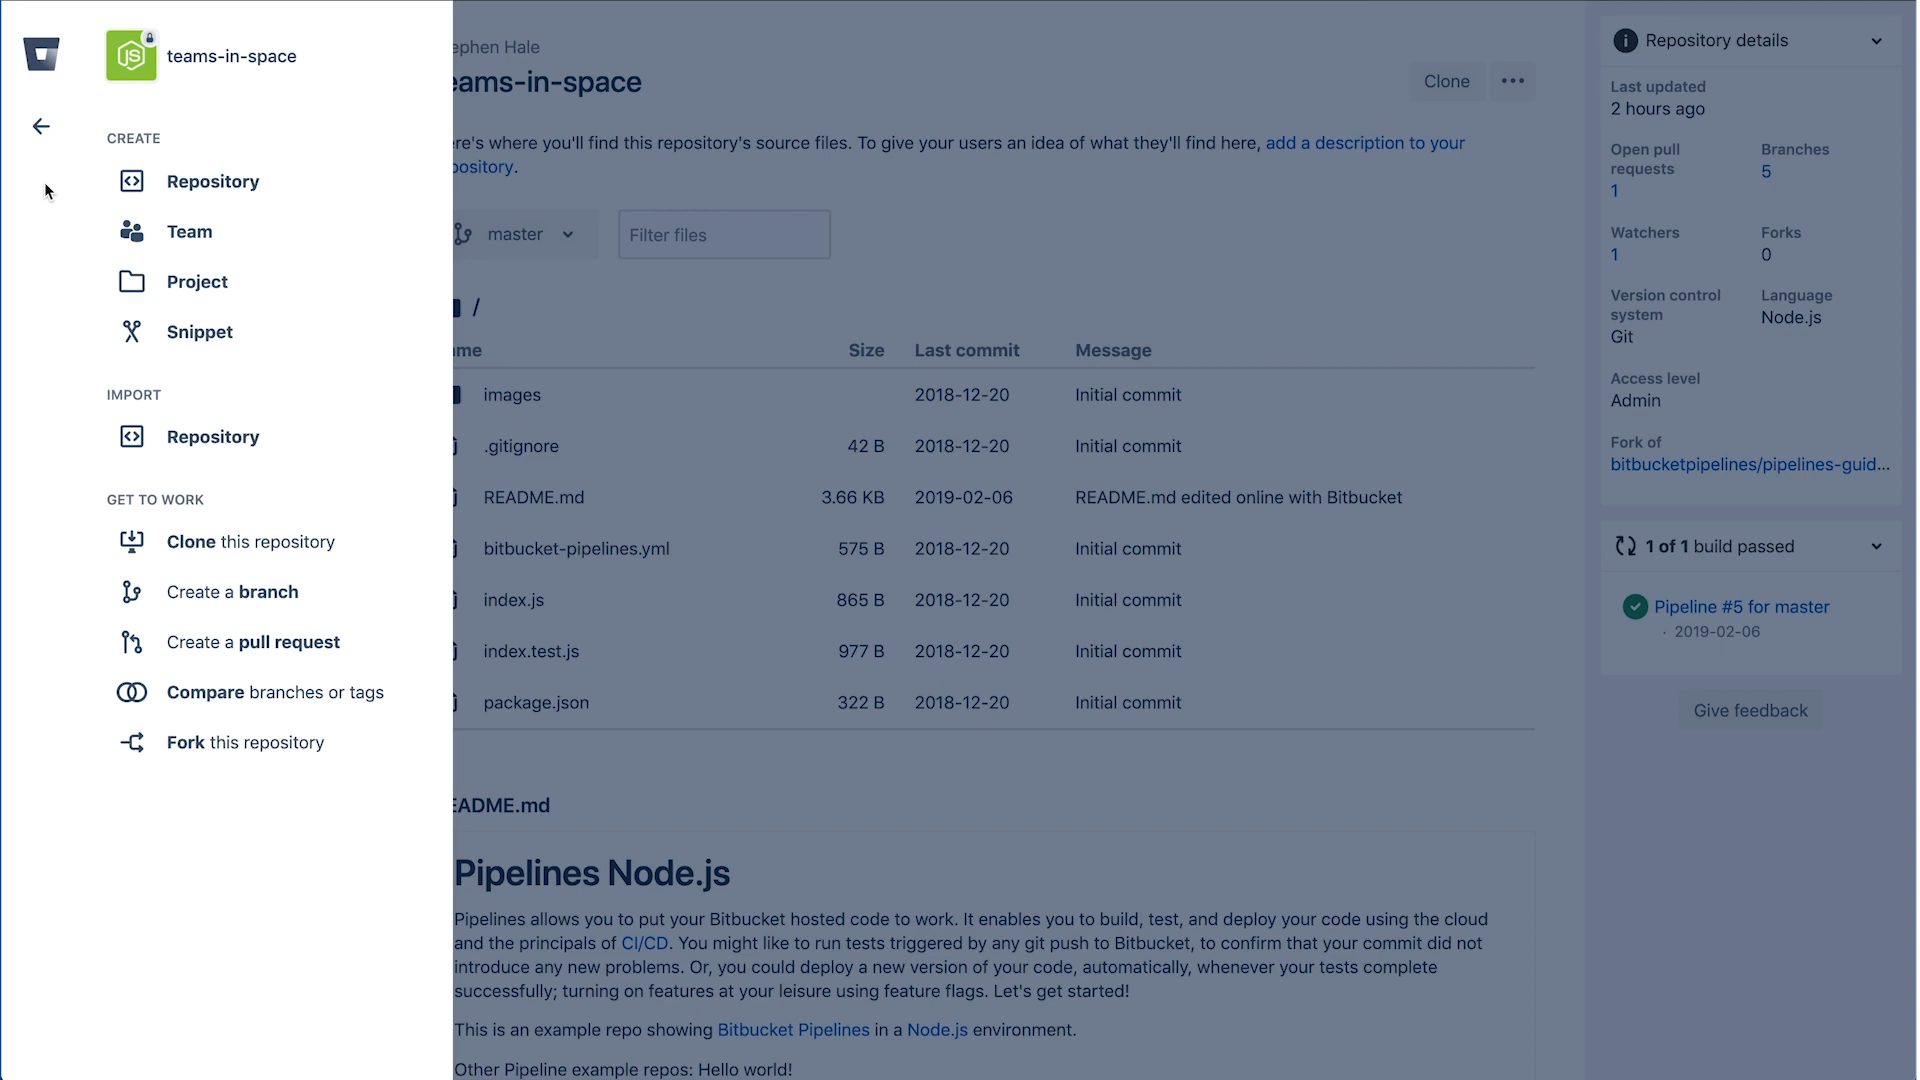 teams-in-space
CREATE
Repository
Team
Project
Snippet
IMPORT
Repository
GET TO WORK
Clone this repository
Create a branch
Create a pull request
Compare branches or tags
Fork this repository
ephen Hale
eams-in-space
Clone
ere's where you'll find this repository's source files. To give your users an idea of what they'll find here, add a description to your
pository.
master
Filter files
/
me Size Last commit Message
images 2018-12-20 Initial commit
.gitignore 42 B 2018-12-20 Initial commit
README.md 3.66 KB 2019-02-06 README.md edited online with Bitbucket
bitbucket-pipelines.yml 575 B 2018-12-20 Initial commit
index.js 865 B 2018-12-20 Initial commit
index.test.js 977 B 2018-12-20 Initial commit
package.json 322 B 2018-12-20 Initial commit
EADME.md
Pipelines Node.js
Pipelines allows you to put your Bitbucket hosted code to work. It enables you to build, test, and deploy your code using the cloud
and the principals of CI/CD. You might like to run tests triggered by any git push to Bitbucket, to confirm that your commit did not
introduce any new problems. Or, you could deploy a new version of your code, automatically, whenever your tests complete
successfully; turning on features at your leisure using feature flags. Let's get started!
This is an example repo showing Bitbucket Pipelines in a Node.js environment.
Other Pipeline example repos: Hello world!
Repository details
Last updated
2 hours ago
Open pull
requests
1
Branches
5
Watchers
1
Forks
0
Version control
system
Git
Language
Node.js
Access level
Admin
Fork of
bitbucketpipelines/pipelines-guid...
1 of 1 build passed
Pipeline #5 for master
· 2019-02-06
Give feedback